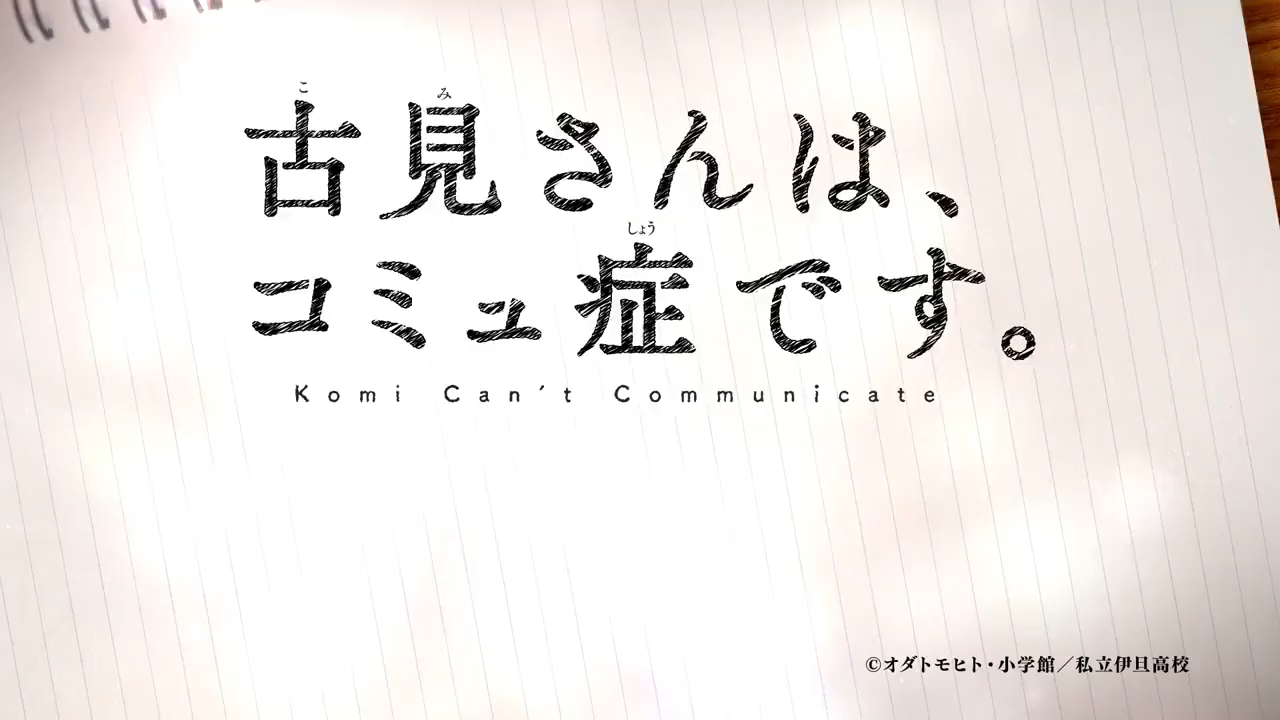 こ み
古見さんは、
しょう
コミュ症です。
Komi Can't Communicate
©オダトモヒト・小学館／私立伊旦高校